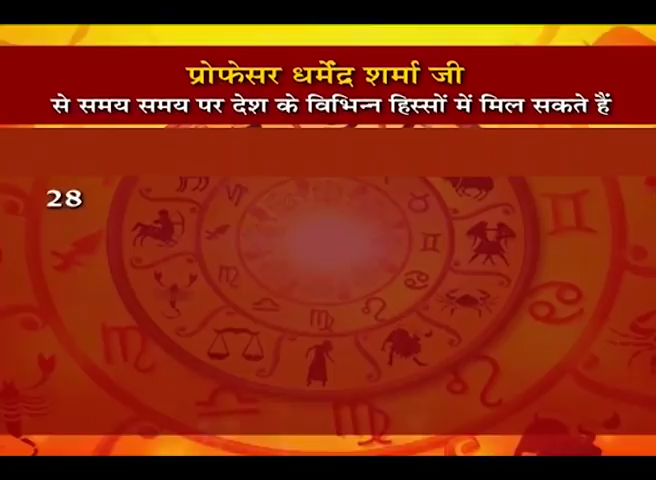 प्रोफेसर धर्मेंद्र शर्मा जी
से समय समय पर देश के विभिन्न हिस्सों में मिल सकते हैं
28